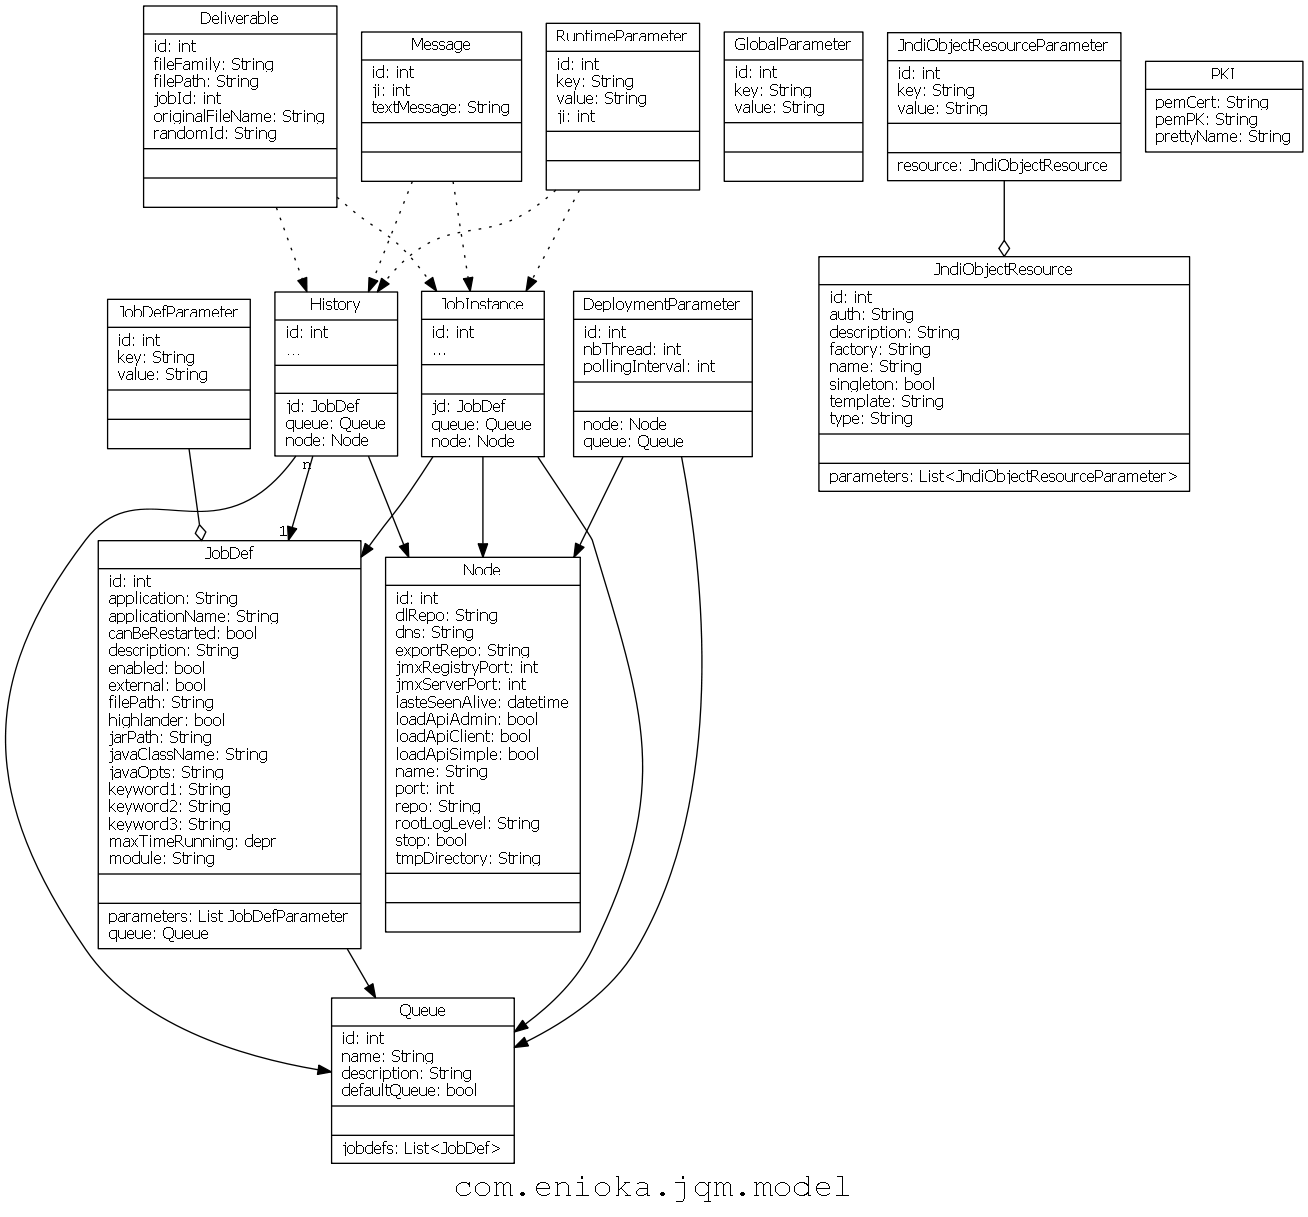 Deliverable
id: int
fileFamily: String
filePath: String
jobId: int
originalFileName: String
randomId: String
Message
id: int
ji: int
textMessage: String
RuntimeParameter
id: int
key: String
value: String
ji: int
GlobalParameter
id: int
key: String
value: String
JndiObjectResourceParameter
id: int
key: String
value: String
resource: JndiObjectResource
PKI
pemCert: String
pemPK: String
prettyName: String
JobDefParameter
id: int
key: String
value: String
History
id: int
...
jd: JobDef
queue: Queue
node: Node
JobInstance
id: int
...
jd: JobDef
queue: Queue
node: Node
DeploymentParameter
id: int
nbThread: int
pollingInterval: int
node: Node
queue: Queue
JndiObjectResource
id: int
auth: String
description: String
factory: String
name: String
singleton: bool
template: String
type: String
parameters: List<JndiObjectResourceParameter>
n
1
JobDef
id: int
application: String
applicationName: String
canBeRestarted: bool
description: String
enabled: bool
external: bool
filePath: String
highlander: bool
jarPath: String
javaClassName: String
javaOpts: String
keyword1: String
keyword2: String
keyword3: String
maxTimeRunning: depr
module: String
parameters: List JobDefParameter
queue: Queue
Node
id: int
dlRepo: String
dns: String
exportRepo: String
jmxRegistryPort: int
jmxServerPort: int
lasteSeenAlive: datetime
loadApiAdmin: bool
loadApiClient: bool
loadApiSimple: bool
name: String
port: int
repo: String
rootLogLevel: String
stop: bool
tmpDirectory: String
Queue
id: int
name: String
description: String
defaultQueue: bool
jobdefs: List<JobDef>
com.enioka.jqm.model